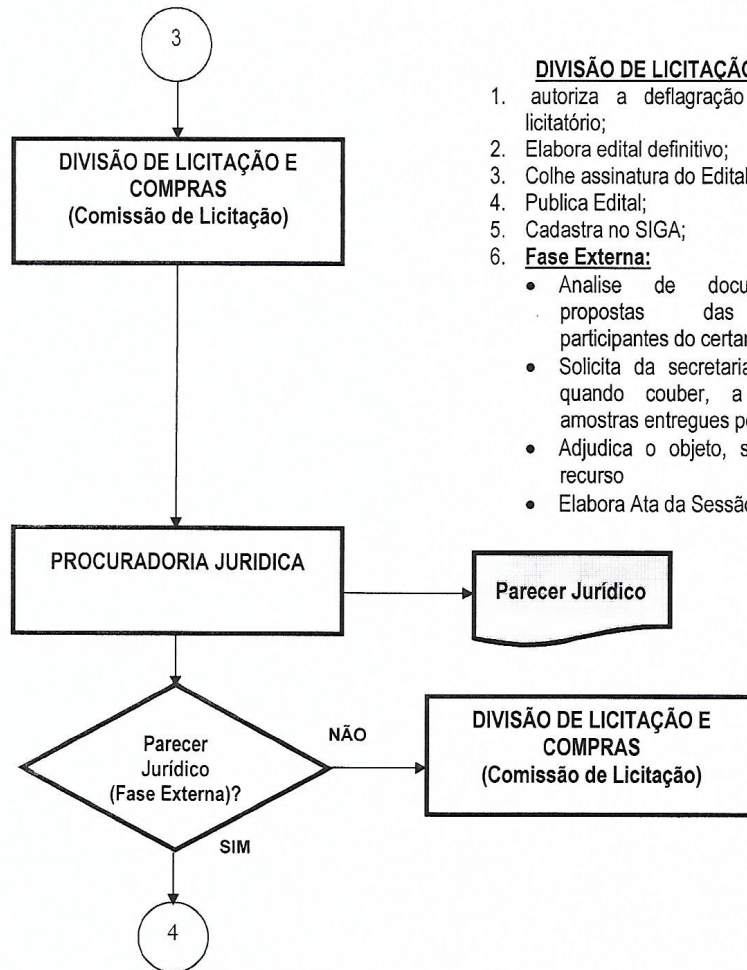 3
DIVISÃO DE LICITAÇÃO E
COMPRAS
(Comissão de Licitação)
DIVISÃO DE LICITAÇÃO
1. autoriza a deflagração
licitatório;
2. Elabora edital definitivo;
3. Colhe assinatura do Edital
4. Publica Edital;
5. Cadastra no SIGA;
6. Fase Externa:
• Analise de
propostas das
participantes do
• Solicita da secretaria
quando couber, a
amostras entregues
• Adjudica o objeto,
recurso
• Elabora Ata da Sessão
PROCURADORIA JURIDICA
Parecer Jurídico
Parecer
Jurídico
(Fase Externa)?
NÃO
SIM
DIVISÃO DE LICITAÇÃO E
COMPRAS
(Comissão de Licitação)
4